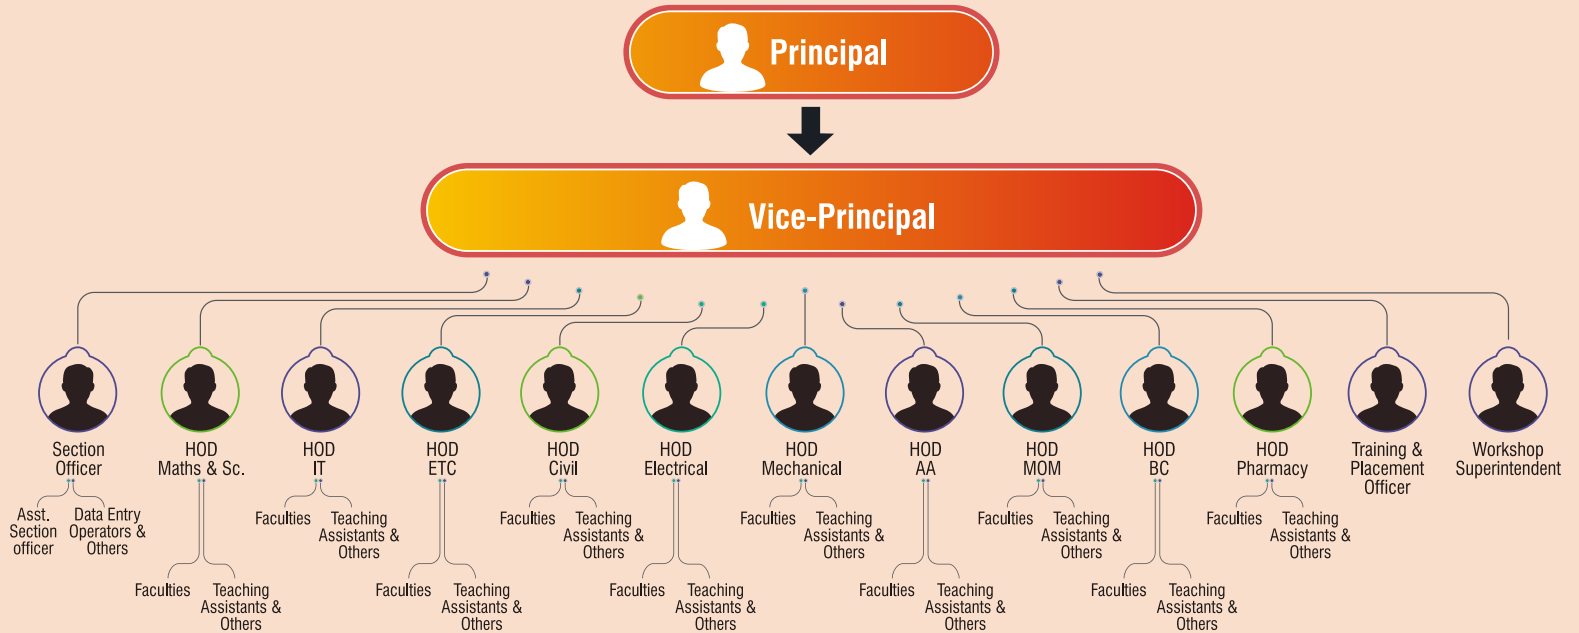 Principal
Vice-Principal
Section
Officer
HOD
Maths & Sc.
HOD
IT
HOD
ETC
HOD
Civil
HOD
Electrical
HOD
Mechanical
HOD
AA
HOD
MOM
HOD
BC
HOD
Pharmacy
Training &
Placement
Officer
Workshop
Superintendent
Asst.
Section
officer
Data Entry
Operators &
Others
Faculties
Teaching
Assistants &
Others
Faculties
Teaching
Assistants &
Others
Faculties
Teaching
Assistants &
Others
Faculties
Teaching
Assistants &
Others
Faculties
Teaching
Assistants &
Others
Faculties
Teaching
Assistants &
Others
Faculties
Teaching
Assistants &
Others
Faculties
Teaching
Assistants &
Others
Faculties
Teaching
Assistants &
Others
Faculties
Teaching
Assistants &
Others